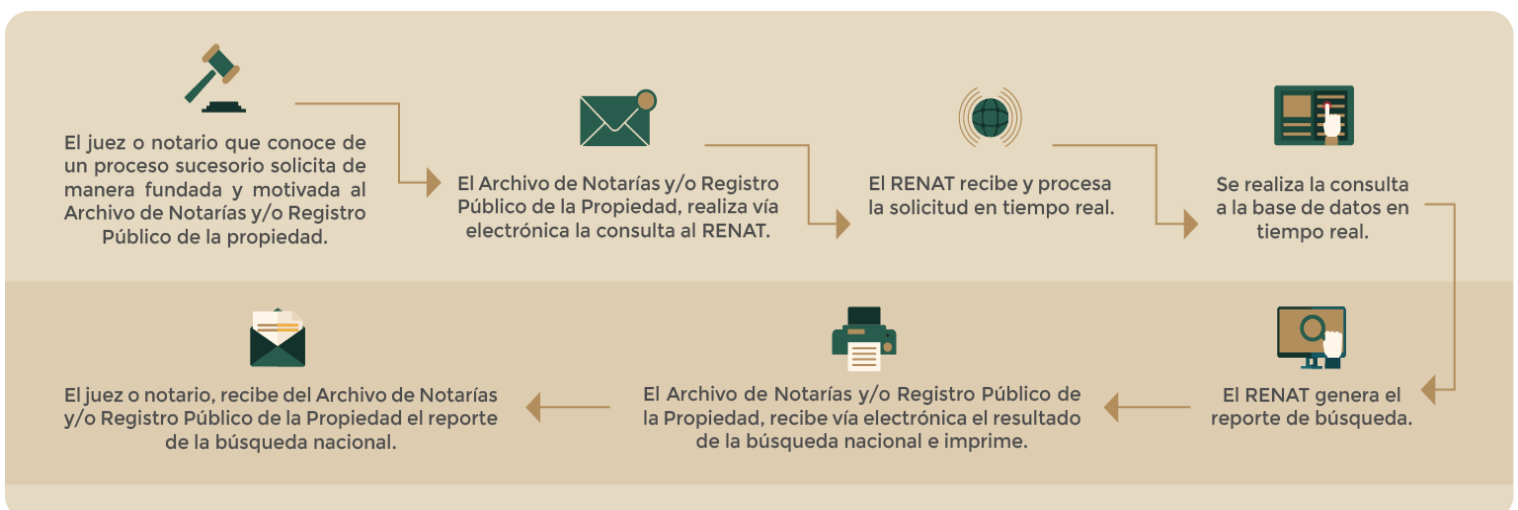 El juez o notario que conoce de
un proceso sucesorio solicita de
manera fundada y motivada al
Archivo de Notarías y/o Registro
Público de la propiedad.
El Archivo de Notarías y/o Registro
Público de la Propiedad, realiza vía
electrónica la consulta al RENAT.
El RENAT recibe y procesa
la solicitud en tiempo real.
Se realiza la consulta
a la base de datos en
tiempo real.
El RENAT genera el
reporte de búsqueda.
El Archivo de Notarías y/o Registro Público de
la Propiedad, recibe vía electrónica el resultado
de la búsqueda nacional e imprime.
El juez o notario, recibe del Archivo de Notarías
y/o Registro Público de la Propiedad el reporte
de la búsqueda nacional.